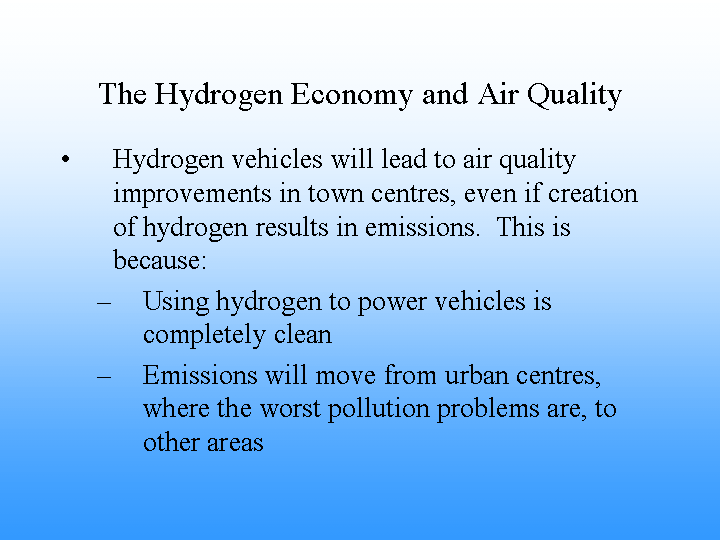 The Hydrogen Economy and Air Quality
• Hydrogen vehicles will lead to air quality
improvements in town centres, even if creation
of hydrogen results in emissions.  This is
because:
– Using hydrogen to power vehicles is
completely clean
– Emissions will move from urban centres,
where the worst pollution problems are, to
other areas